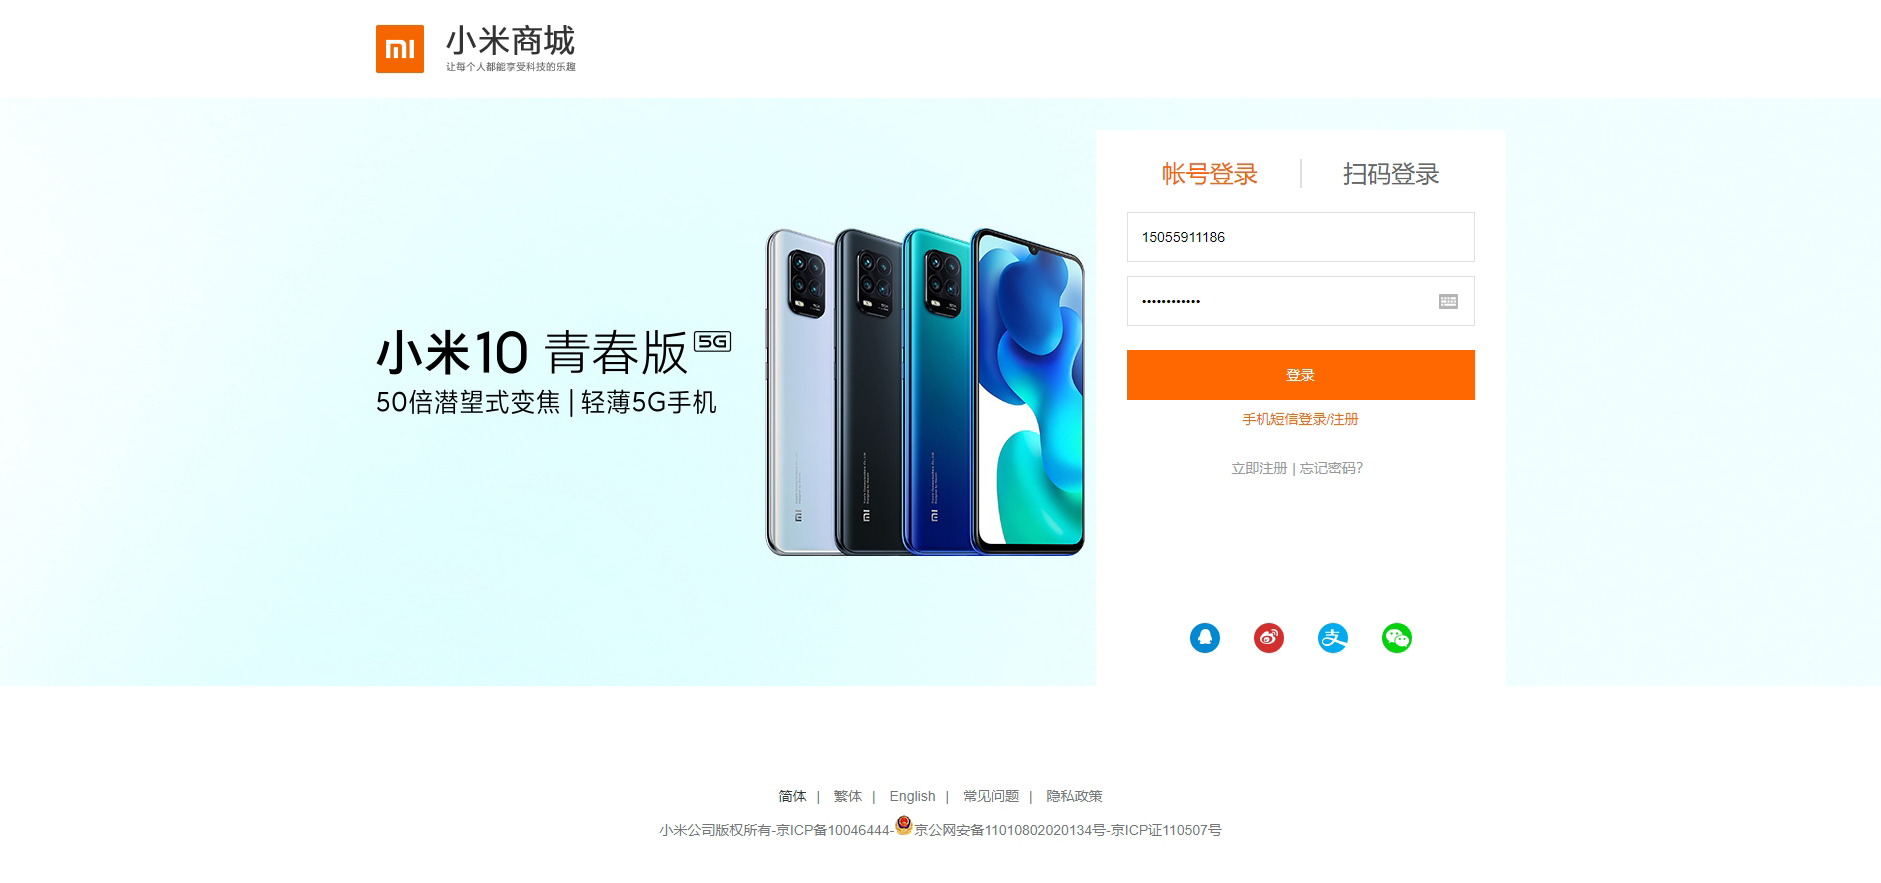 小米商城
让每个人都能享受科技的乐趣
帐号登录 扫码登录
15055911186
••••••••••••
登录
手机短信登录/注册
立即注册 | 忘记密码?
小米10 青春版 5G
50倍潜望式变焦 | 轻薄5G手机
简体 | 繁体 | English | 常见问题 | 隐私政策
小米公司版权所有-京ICP备10046444-京公网安备11010802020134号-京ICP证110507号